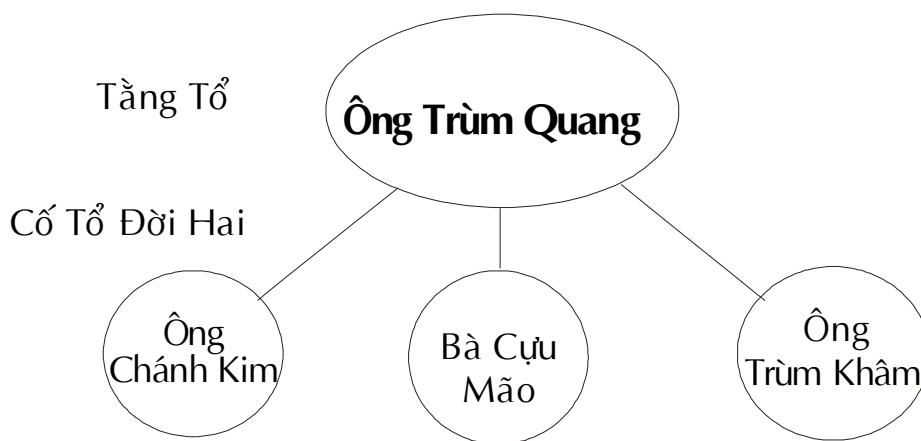 Tằng Tổ
Ông Trùm Quang
Cố Tổ Đời Hai
Ông
Chánh Kim
Bà Cựu
Mão
Ông
Trùm Khâm